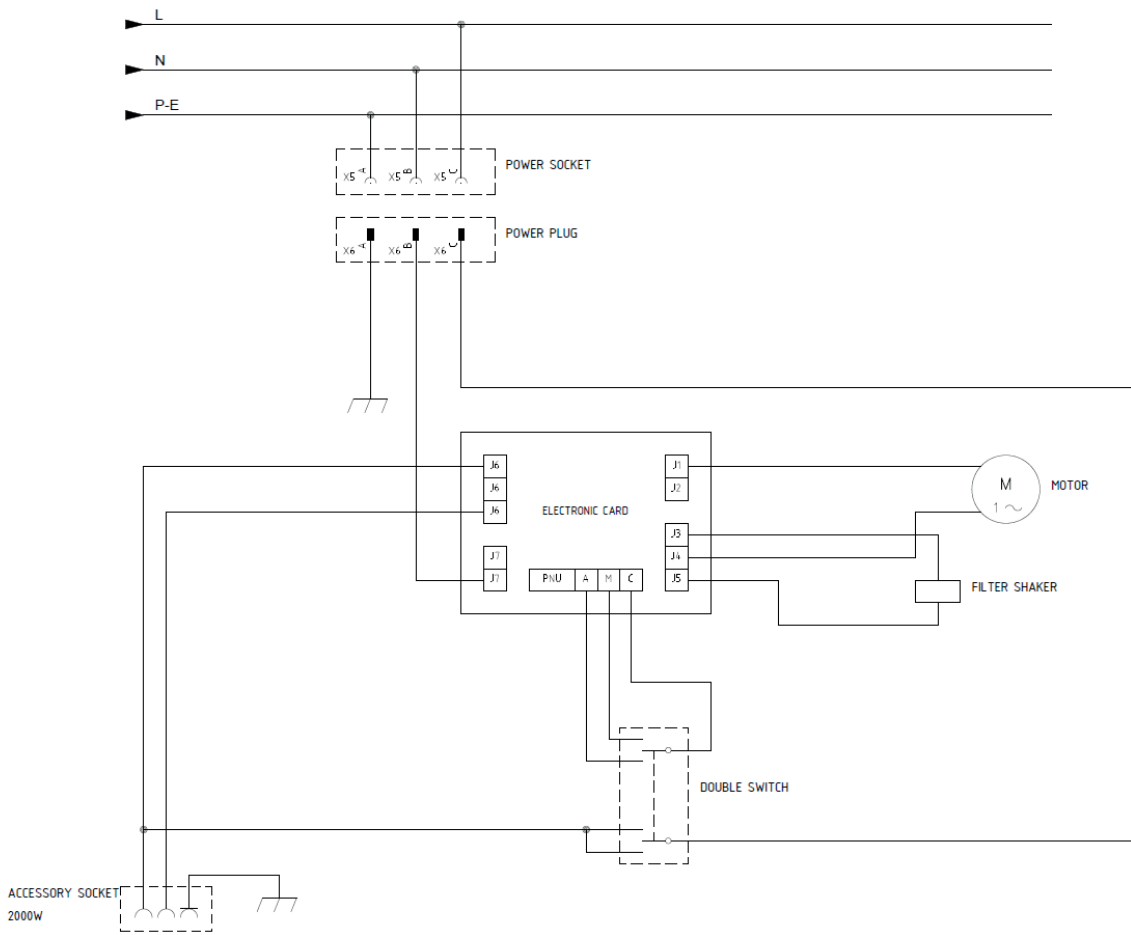 L
N
P-E
X5 A X5 B X5 C
POWER SOCKET
X6 A X6 B X6 C
POWER PLUG
J6
J6
J6
J7
J7
ELECTRONIC CARD
PNU A M C
J1
J2
J3
J4
J5
M
1
MOTOR
FILTER SHAKER
DOUBLE SWITCH
ACCESSORY SOCKET
2000W